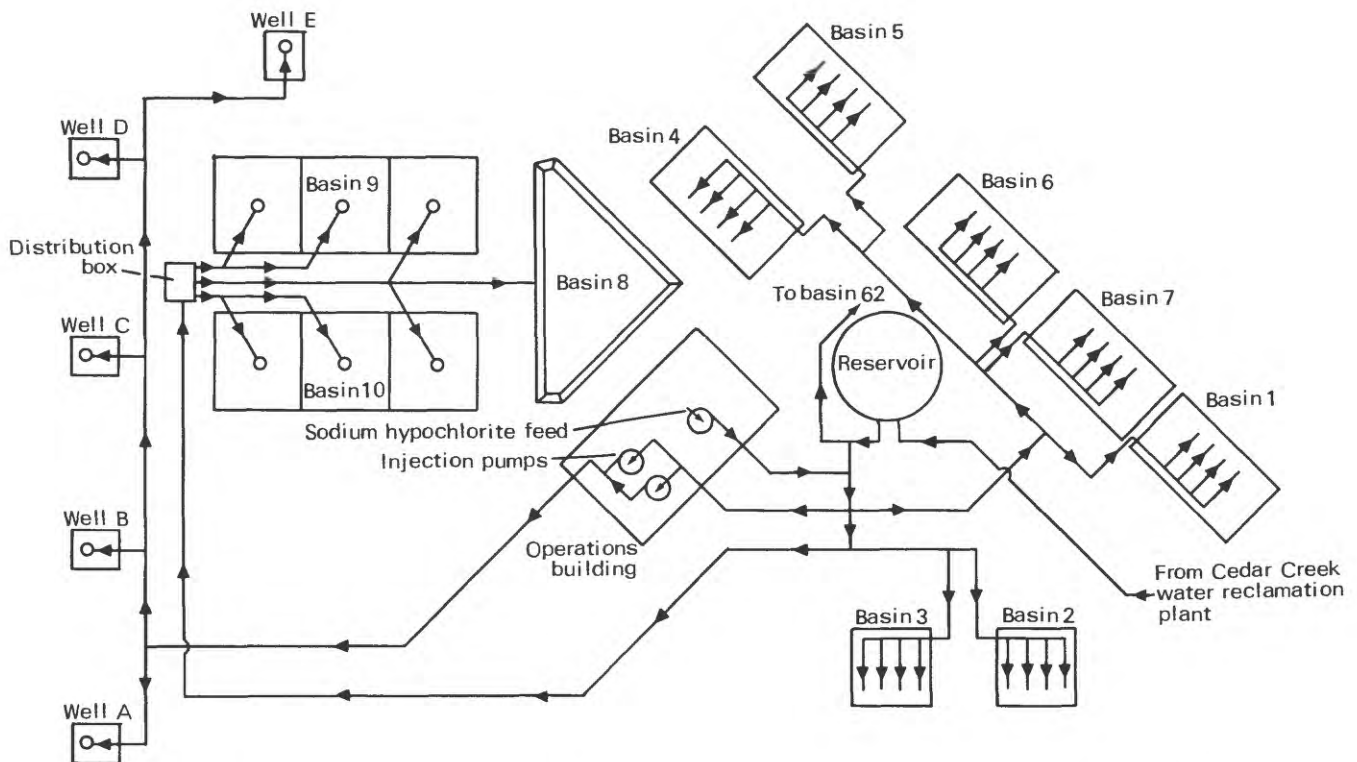 Well E
Basin 5
Well D
Basin 4
Basin 9
Basin 6
Distribution
box
Basin 8
To basin 62
Basin 7
Well C
Reservoir
Basin 10
Basin 1
Sodium hypochlorite feed
Injection pumps
Well B
Operations
building
From Cedar Creek
water reclamation
plant
Basin 3
Basin 2
Well A